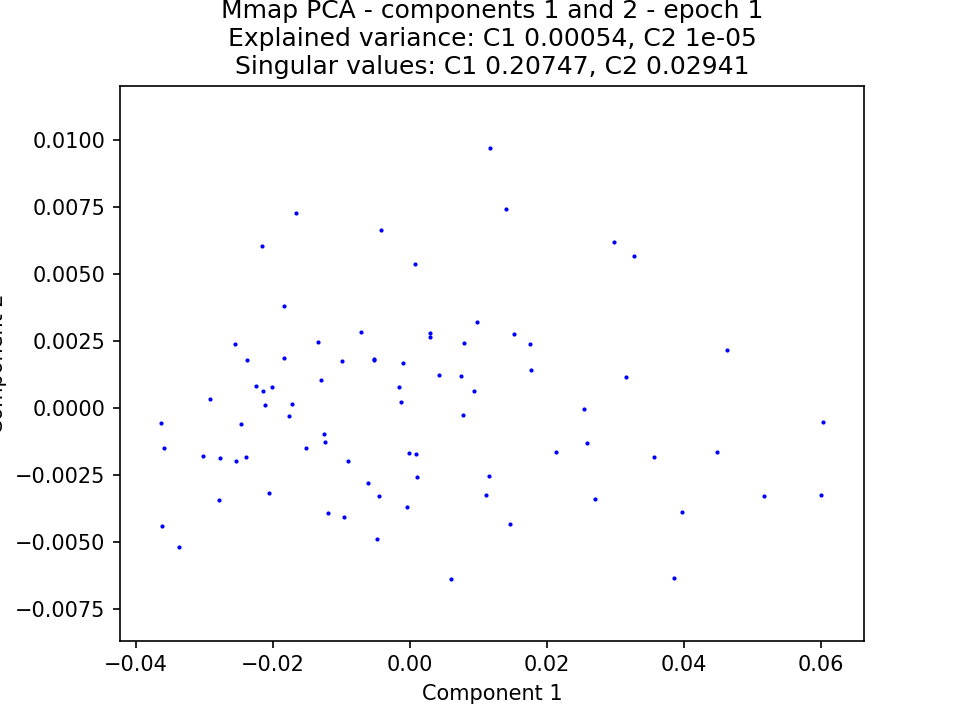 Mmap PCA - components 1 and 2 - epoch 1
Explained variance: C1 0.00054, C2 1e-05
Singular values: C1 0.20747, C2 0.02941
0.0100
0.0075
0.0050
0.0025
0.0000
−0.0025
−0.0050
−0.0075
−0.04 −0.02 0.00 0.02 0.04 0.06
Component 1